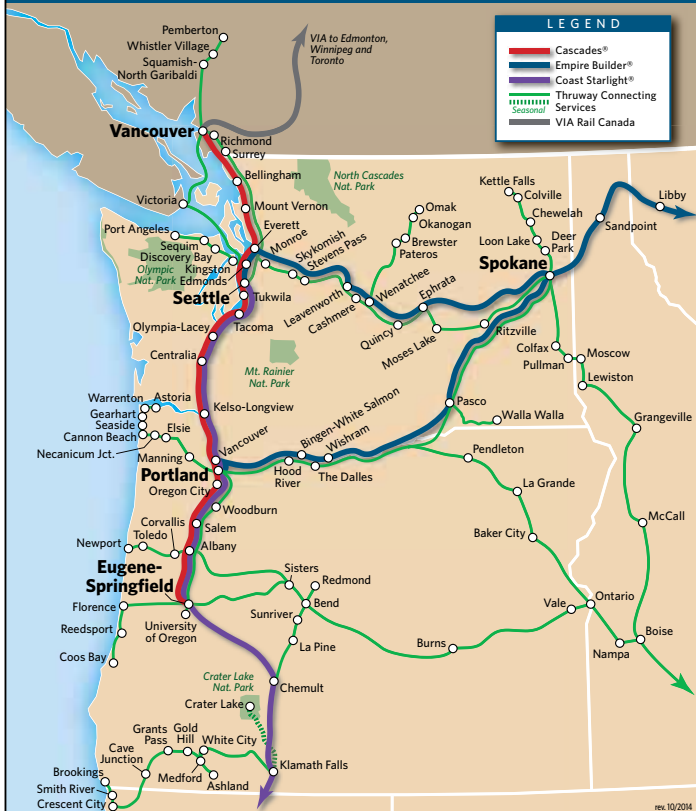 LEGEND
Cascades®
Empire Builder®
Coast Starlight®
Thruway Connecting
Services
Seasonal
VIA Rail Canada
VIA to Edmonton,
Winnipeg and
Toronto
Pemberton
Whistler Village
Squamish-
North Garibaldi
Vancouver
Richmond
Surrey
Bellingham
North Cascades
Nat. Park
Victoria
Mount Vernon
Port Angeles
Everett
Monroe
Sequim
Discovery Bay
Olympic
Nat. Park
Kingston
Edmonds
Skykomish
Stevens Pass
Seattle
Tukwila
Leavenworth
Cashmere
Wenatchee
Omak
Okanogan
Brewster
Pateros
Kettle Falls
Colville
Chewelah
Loon Lake
Deer
Park
Spokane
Sandpoint
Libby
Ephrata
Quincy
Moses Lake
Ritzville
Olympia-Lacey
Tacoma
Centralia
Mt. Rainier
Nat. Park
Colfax
Pullman
Moscow
Lewiston
Grangeville
Warrenton
Astoria
Gearhart
Seaside
Cannon Beach
Elsie
Necanicum Jct.
Manning
Kelso-Longview
Vancouver
Bingen-White Salmon
Wishram
Pasco
Walla Walla
Portland
Oregon City
Hood
River
The Dalles
Pendleton
La Grande
Baker City
McCall
Woodburn
Salem
Corvallis
Toledo
Newport
Albany
Eugene-
Springfield
Sisters
Redmond
Bend
Sunriver
La Pine
Florence
University
of Oregon
Reedsport
Coos Bay
Burns
Vale
Ontario
Nampa
Boise
Crater Lake
Nat. Park
Crater Lake
Chemult
Grants
Pass
Gold
Hill
White City
Cave
Junction
Medford
Ashland
Klamath Falls
Brookings
Smith River
Crescent City
rev. 10/2014